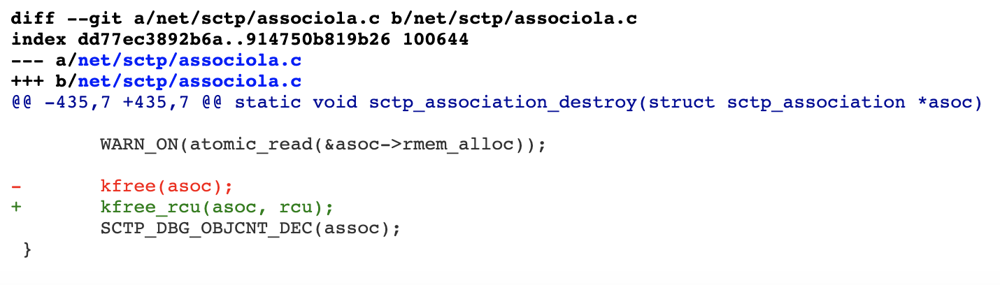 diff --git a/net/sctp/associola.c b/net/sctp/associola.c
index dd77ec3892b6a..914750b819b26 100644
--- a/net/sctp/associola.c
+++ b/net/sctp/associola.c
@@ -435,7 +435,7 @@ static void sctp_association_destroy(struct sctp_association *asoc)
        WARN_ON(atomic_read(&asoc->rmem_alloc));
-       kfree(asoc);
+       kfree_rcu(asoc, rcu);
        SCTP_DBG_OBJCNT_DEC(assoc);
 }